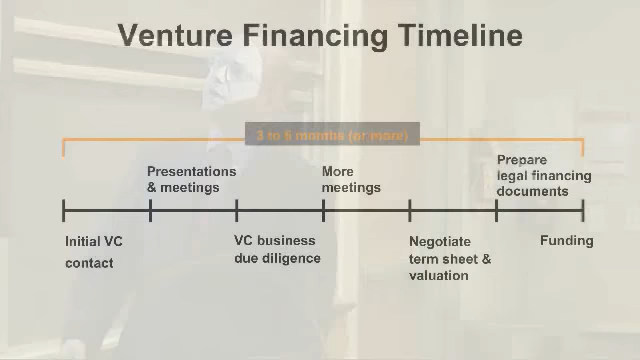 Venture Financing Timeline
3 to 6 months (or more)
Presentations
& meetings
More
meetings
Prepare
legal financing
documents
Initial VC
contact
VC business
due diligence
Negotiate
term sheet &
valuation
Funding